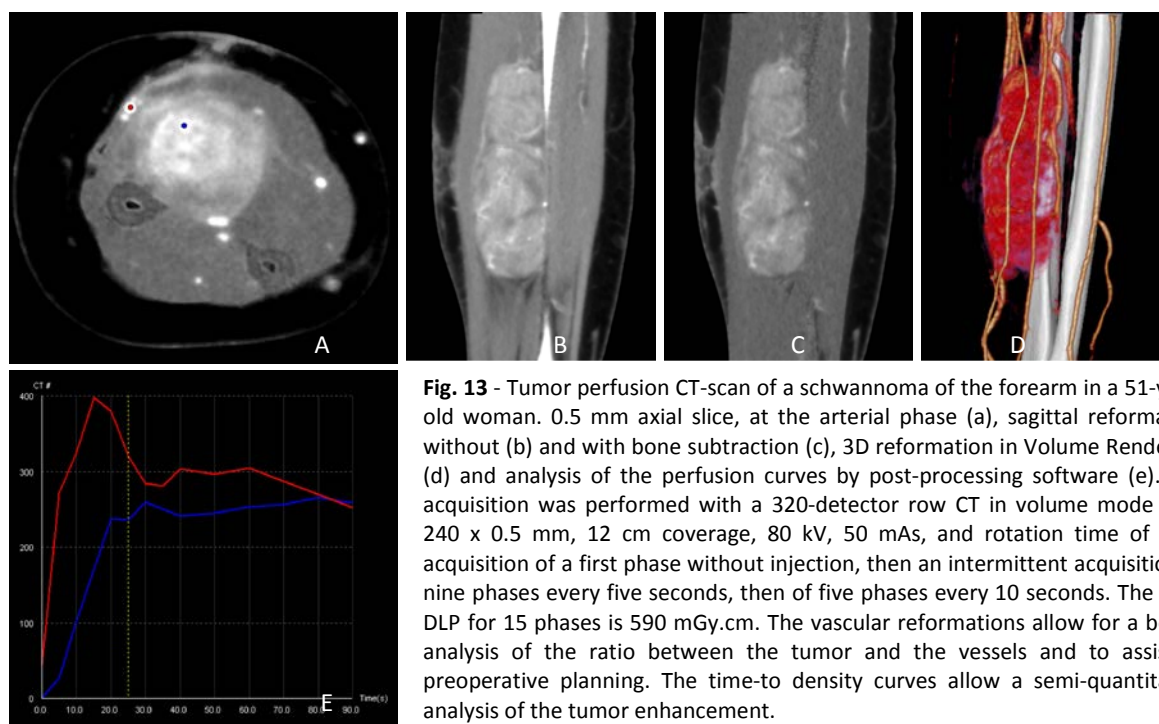 A
B
C
D
CT #
400
300
200
100
0
0.0 5.0 10.0 20.0 30.0 40.0 50.0 60.0 70.0 80.0 90.0
Time(s)
E
Fig. 13 - Tumor perfusion CT-scan of a schwannoma of the forearm in a 51-
old woman. 0.5 mm axial slice, at the arterial phase (a), sagittal
without (b) and with bone subtraction (c), 3D reformation in Volume
(d) and analysis of the perfusion curves by post-processing software (e).
acquisition was performed with a 320-detector row CT in volume mode
240 x 0.5 mm, 12 cm coverage, 80 kV, 50 mAs, and rotation time of
acquisition of a first phase without injection, then an intermittent
nine phases every five seconds, then of five phases every 10 seconds. The
DLP for 15 phases is 590 mGy.cm. The vascular reformations allow for a
analysis of the ratio between the tumor and the vessels and to
preoperative planning. The time-to density curves allow a
analysis of the tumor enhancement.